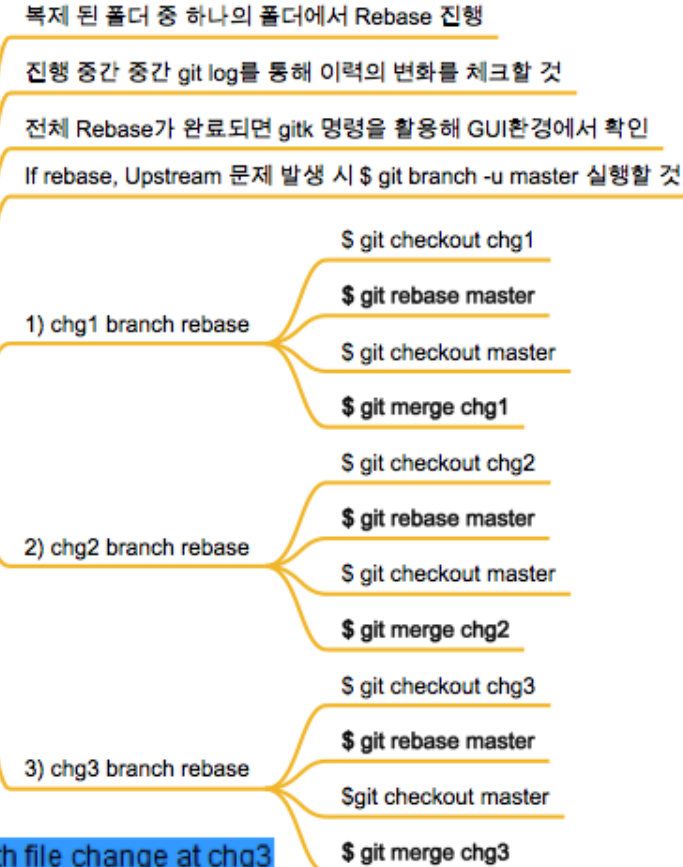 복제 된 폴더 중 하나의 폴더에서 Rebase 진행
진행 중간 중간 git log를 통해 이력의 변화를 체크할 것
전체 Rebase가 완료되면 gitk 명령을 활용해 GUI환경에서 확인
If rebase, Upstream 문제 발생 시 $ git branch -u master 실행할 것
1) chg1 branch rebase
$ git checkout chg1
$ git rebase master
$ git checkout master
$ git merge chg1
2) chg2 branch rebase
$ git checkout chg2
$ git rebase master
$ git checkout master
$ git merge chg2
3) chg3 branch rebase
$ git checkout chg3
$ git rebase master
$git checkout master
$ git merge chg3
file change at chg3